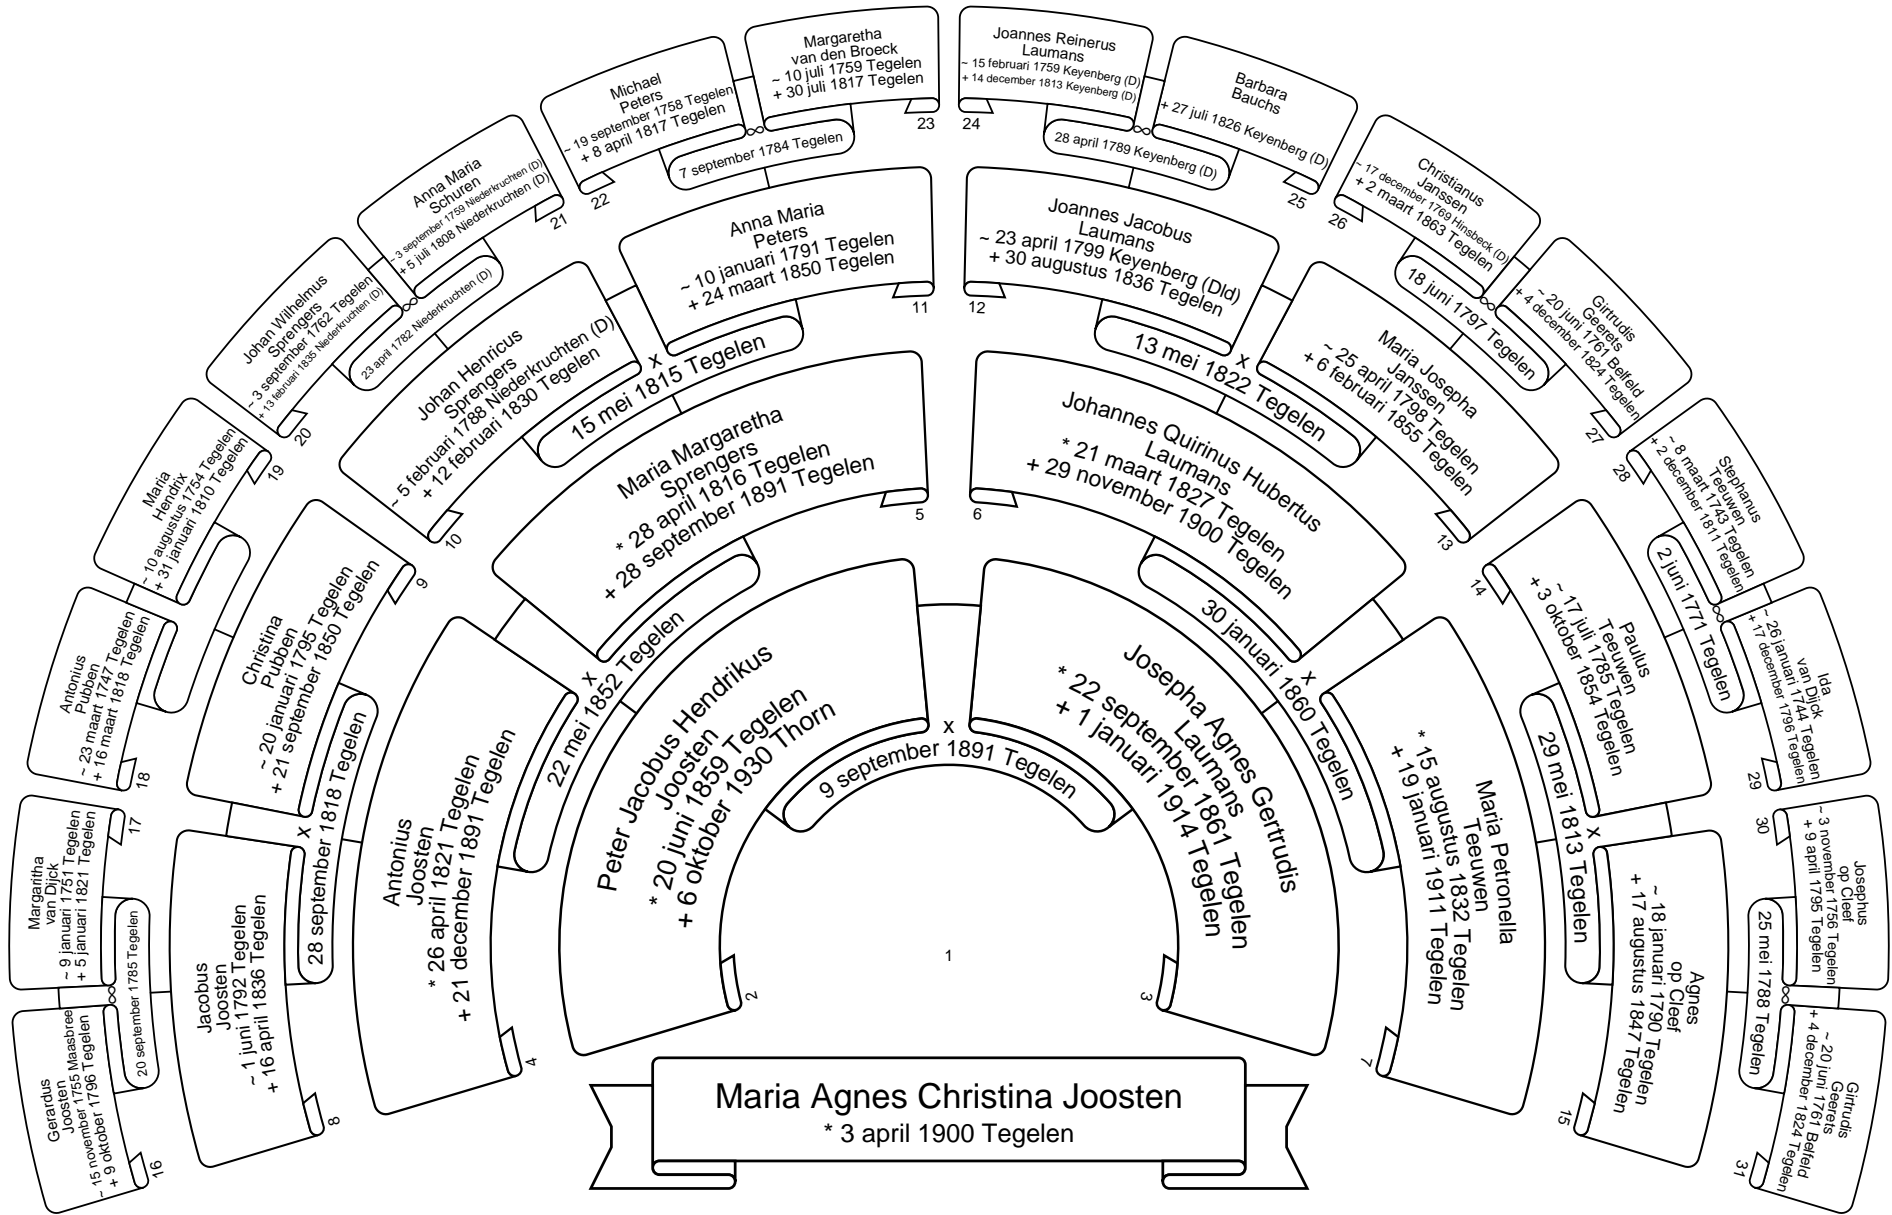 Maria Agnes Christina Joosten
* 3 april 1900 Tegelen
1
Peter Jacobus Hendrikus
Joosten
* 20 juni 1859 Tegelen
+ 6 oktober 1930 Thorn
2
x
9 september 1891 Tegelen
Josepha Agnes Gertrudis
Laumans
* 22 september 1861 Tegelen
+ 1 januari 1914 Tegelen
3
Antonius
Joosten
* 26 april 1821 Tegelen
+ 21 december 1891 Tegelen
4
x
22 mei 1852 Tegelen
Maria Margaretha
Sprengers
* 28 april 1816 Tegelen
+ 28 september 1891 Tegelen
5
Johannes Quirinus Hubertus
Laumans
* 21 maart 1827 Tegelen
+ 29 november 1900 Tegelen
6
x
30 januari 1860 Tegelen
Maria Petronella
Teeuwen
* 15 augustus 1832 Tegelen
+ 19 januari 1911 Tegelen
7
Jacobus
Joosten
~ 1 juni 1792 Tegelen
+ 16 april 1836 Tegelen
8
x
28 september 1818 Tegelen
Christina
Pubben
~ 20 januari 1795 Tegelen
+ 21 september 1850 Tegelen
9
Johan Henricus
Sprengers
~ 5 februari 1788 Niederkruchten (D)
+ 12 februari 1830 Tegelen
10
x
15 mei 1815 Tegelen
Anna Maria
Peters
~ 10 januari 1791 Tegelen
+ 24 maart 1850 Tegelen
11
Joannes Jacobus
Laumans
~ 23 april 1799 Keyenberg (Dld)
+ 30 augustus 1836 Tegelen
12
x
13 mei 1822 Tegelen
Maria Josepha
Janssen
~ 25 april 1798 Tegelen
+ 6 februari 1855 Tegelen
13
Paulus
Teeuwen
~ 17 juli 1785 Tegelen
+ 3 oktober 1854 Tegelen
14
x
29 mei 1813 Tegelen
Agnes
op Cleef
~ 18 januari 1790 Tegelen
+ 17 augustus 1847 Tegelen
15
Gerardus
Joosten
~ 15 november 1755 Maasbree
+ 9 oktober 1796 Tegelen
16
∞
20 september 1785 Tegelen
Margaritha
van Dijck
~ 9 januari 1751 Tegelen
+ 5 januari 1821 Tegelen
17
Antonius
Pubben
~ 23 maart 1747 Tegelen
+ 16 maart 1818 Tegelen
18
Maria
Hendrix
~ 10 augustus 1754 Tegelen
+ 31 januari 1810 Tegelen
19
Johan Wilhelmus
Sprengers
~ 3 september 1762 Tegelen
+ 13 februari 1835 Niederkruchten (D)
20
∞
23 april 1782 Niederkruchten (D)
Anna Maria
Schuren
~ 3 september 1759 Niederkruchten (D)
+ 5 juli 1808 Niederkruchten (D)
21
Michael
Peters
~ 19 september 1758 Tegelen
+ 8 april 1817 Tegelen
22
∞
7 september 1784 Tegelen
Margaretha
van den Broeck
~ 10 juli 1759 Tegelen
+ 30 juli 1817 Tegelen
23
Joannes Reinerus
Laumans
~ 15 februari 1759 Keyenberg (D)
+ 14 december 1813 Keyenberg (D)
24
∞
28 april 1789 Keyenberg (D)
Barbara
Bauchs
+ 27 juli 1826 Keyenberg (D)
25
Christianus
Janssen
~ 17 december 1769 Hinsbeck (D)
+ 2 maart 1863 Tegelen
26
∞
18 juni 1797 Tegelen
Girtrudis
Geerets
~ 20 juni 1761 Belfeld
+ 4 december 1824 Tegelen
27
Stephanus
Teeuwen
~ 8 maart 1743 Tegelen
+ 2 december 1811 Tegelen
28
∞
2 juni 1771 Tegelen
Ida
van Dijck
~ 26 januari 1744 Tegelen
+ 17 december 1796 Tegelen
29
Josephus
op Cleef
~ 3 november 1756 Tegelen
+ 9 april 1795 Tegelen
30
∞
25 mei 1788 Tegelen
Girtrudis
Geerets
~ 20 juni 1761 Belfeld
+ 4 december 1824 Tegelen
31